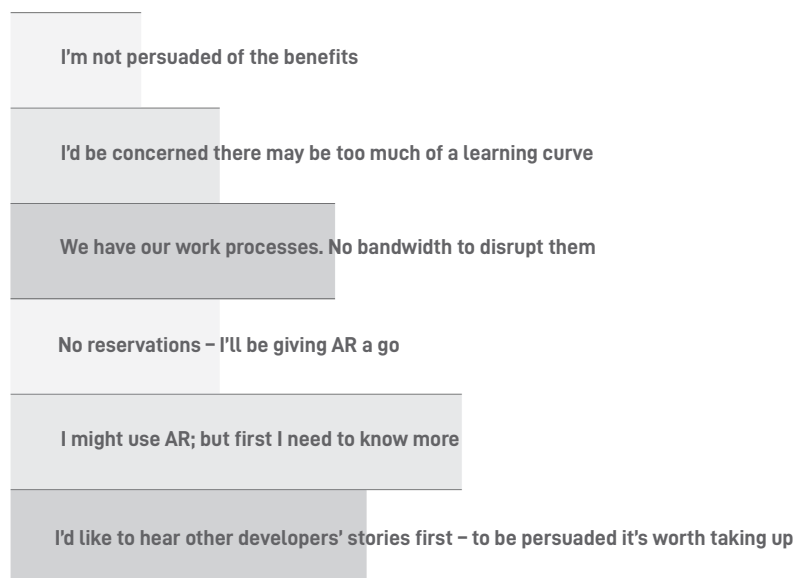 I'm not persuaded of the benefits
I'd be concerned there may be too much of a learning curve
We have our work processes. No bandwidth to disrupt them
No reservations – I'll be giving AR a go
I might use AR; but first I need to know more
I'd like to hear other developers' stories first – to be persuaded it's worth taking up